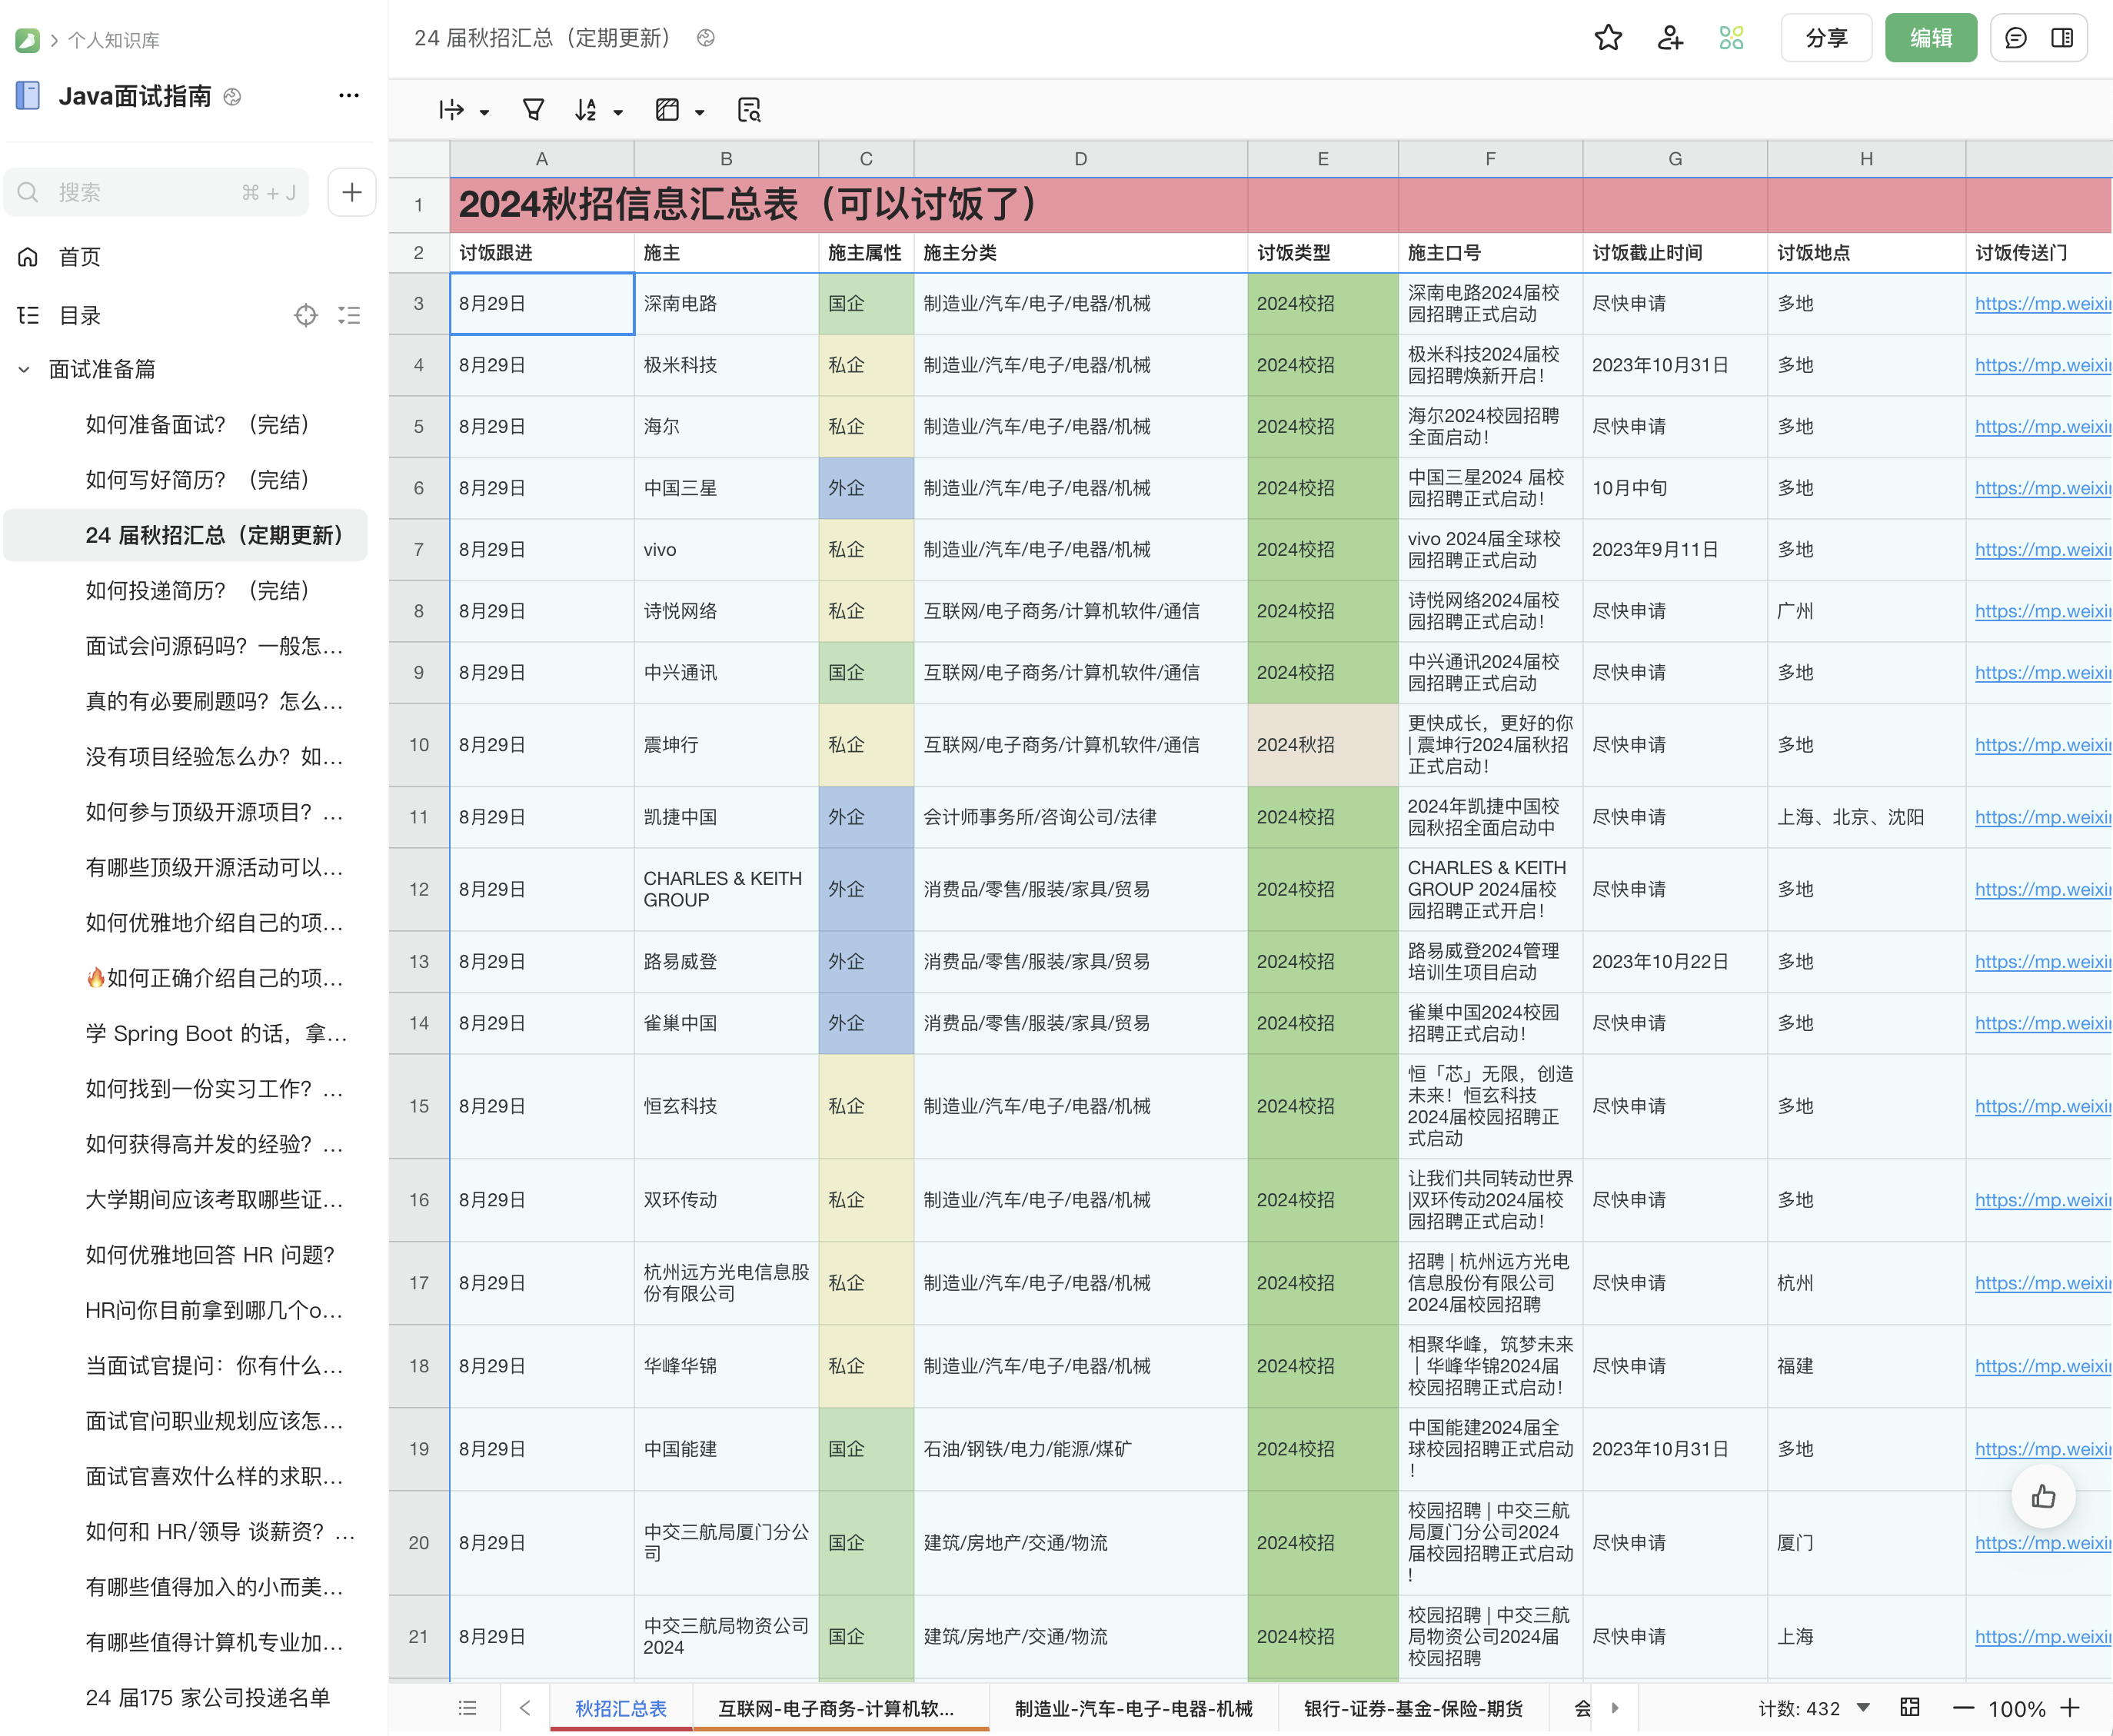 个人知识库
Java面试指南
搜索 ⌘ + J
首页
目录
面试准备篇
如何准备面试？（完结）
如何写好简历？（完结）
24 届秋招汇总（定期更新）
如何投递简历？（完结）
面试会问源码吗？一般怎…
真的有必要刷题吗？怎么…
没有项目经验怎么办？如…
如何参与顶级开源项目？…
有哪些顶级开源活动可以…
如何优雅地介绍自己的项…
🔥如何正确介绍自己的项…
学 Spring Boot 的话，拿…
如何找到一份实习工作？…
如何获得高并发的经验？…
大学期间应该考取哪些证…
如何优雅地回答 HR 问题？
HR问你目前拿到哪几个o…
当面试官提问：你有什么…
面试官问职业规划应该怎…
面试官喜欢什么样的求职…
如何和 HR/领导 谈薪资？…
有哪些值得加入的小而美…
有哪些值得计算机专业加…
24 届175 家公司投递名单
24 届秋招汇总（定期更新）
分享
编辑
A B C D E F G H
1 2024秋招信息汇总表（可以讨饭了）
2 讨饭跟进 施主 施主属性 施主分类 讨饭类型 施主口号 讨饭截止时间 讨饭地点 讨饭传送门
3 8月29日 深南电路 国企 制造业/汽车/电子/电器/机械 2024校招 深南电路2024届校
园招聘正式启动 尽快申请 多地 https://mp.weixi
4 8月29日 极米科技 私企 制造业/汽车/电子/电器/机械 2024校招 极米科技2024届校
园招聘焕新开启！ 2023年10月31日 多地 https://mp.weixi
5 8月29日 海尔 私企 制造业/汽车/电子/电器/机械 2024校招 海尔2024校园招聘
全面启动！ 尽快申请 多地 https://mp.weixi
6 8月29日 中国三星 外企 制造业/汽车/电子/电器/机械 2024校招 中国三星2024 届校
园招聘正式启动！ 10月中旬 多地 https://mp.weixi
7 8月29日 vivo 私企 制造业/汽车/电子/电器/机械 2024校招 vivo 2024届全球校
园招聘正式启动 2023年9月11日 多地 https://mp.weixi
8 8月29日 诗悦网络 私企 互联网/电子商务/计算机软件/通信 2024校招 诗悦网络2024届校
园招聘正式启动！ 尽快申请 广州 https://mp.weixi
9 8月29日 中兴通讯 国企 互联网/电子商务/计算机软件/通信 2024校招 中兴通讯2024届校
园招聘正式启动 尽快申请 多地 https://mp.weixi
10 8月29日 震坤行 私企 互联网/电子商务/计算机软件/通信 2024秋招 更快成长，更好的你
| 震坤行2024届秋招
正式启动！ 尽快申请 多地 https://mp.weixi
11 8月29日 凯捷中国 外企 会计师事务所/咨询公司/法律 2024校招 2024年凯捷中国校
园秋招全面启动中 尽快申请 上海、北京、沈阳 https://mp.weixi
12 8月29日 CHARLES & KEITH
GROUP 外企 消费品/零售/服装/家具/贸易 2024校招 CHARLES & KEITH
GROUP 2024届校
园招聘正式开启！ 尽快申请 多地 https://mp.weixi
13 8月29日 路易威登 外企 消费品/零售/服装/家具/贸易 2024校招 路易威登2024管理
培训生项目启动 2023年10月22日 多地 https://mp.weixi
14 8月29日 雀巢中国 外企 消费品/零售/服装/家具/贸易 2024校招 雀巢中国2024校园
招聘正式启动！ 尽快申请 多地 https://mp.weixi
15 8月29日 恒玄科技 私企 制造业/汽车/电子/电器/机械 2024校招 恒「芯」无限，创造
未来！恒玄科技
2024届校园招聘正
式启动 尽快申请 多地 https://mp.weixi
16 8月29日 双环传动 私企 制造业/汽车/电子/电器/机械 2024校招 让我们共同转动世界
|双环传动2024届校
园招聘正式启动！ 尽快申请 多地 https://mp.weixi
17 8月29日 杭州远方光电信息股
份有限公司 私企 制造业/汽车/电子/电器/机械 2024校招 招聘 | 杭州远方光电
信息股份有限公司
2024届校园招聘 尽快申请 杭州 https://mp.weixi
18 8月29日 华峰华锦 私企 制造业/汽车/电子/电器/机械 2024校招 相聚华峰，筑梦未来
｜华峰华锦2024届
校园招聘正式启动！ 尽快申请 福建 https://mp.weixi
19 8月29日 中国能建 国企 石油/钢铁/电力/能源/煤矿 2024校招 中国能建2024届全
球校园招聘正式启动
！ 2023年10月31日 多地 https://mp.weixi
20 8月29日 中交三航局厦门分公
司 国企 建筑/房地产/交通/物流 2024校招 校园招聘 | 中交三航
局厦门分公司2024
届校园招聘正式启动
！ 尽快申请 厦门 https://mp.weixi
21 8月29日 中交三航局物资公司
2024 国企 建筑/房地产/交通/物流 2024校招 校园招聘 | 中交三航
局物资公司2024届
校园招聘 尽快申请 上海 https://mp.weixi
秋招汇总表 互联网-电子商务-计算机软... 制造业-汽车-电子-电器-机械 银行-证券-基金-保险-期货 会 计数: 432 100%